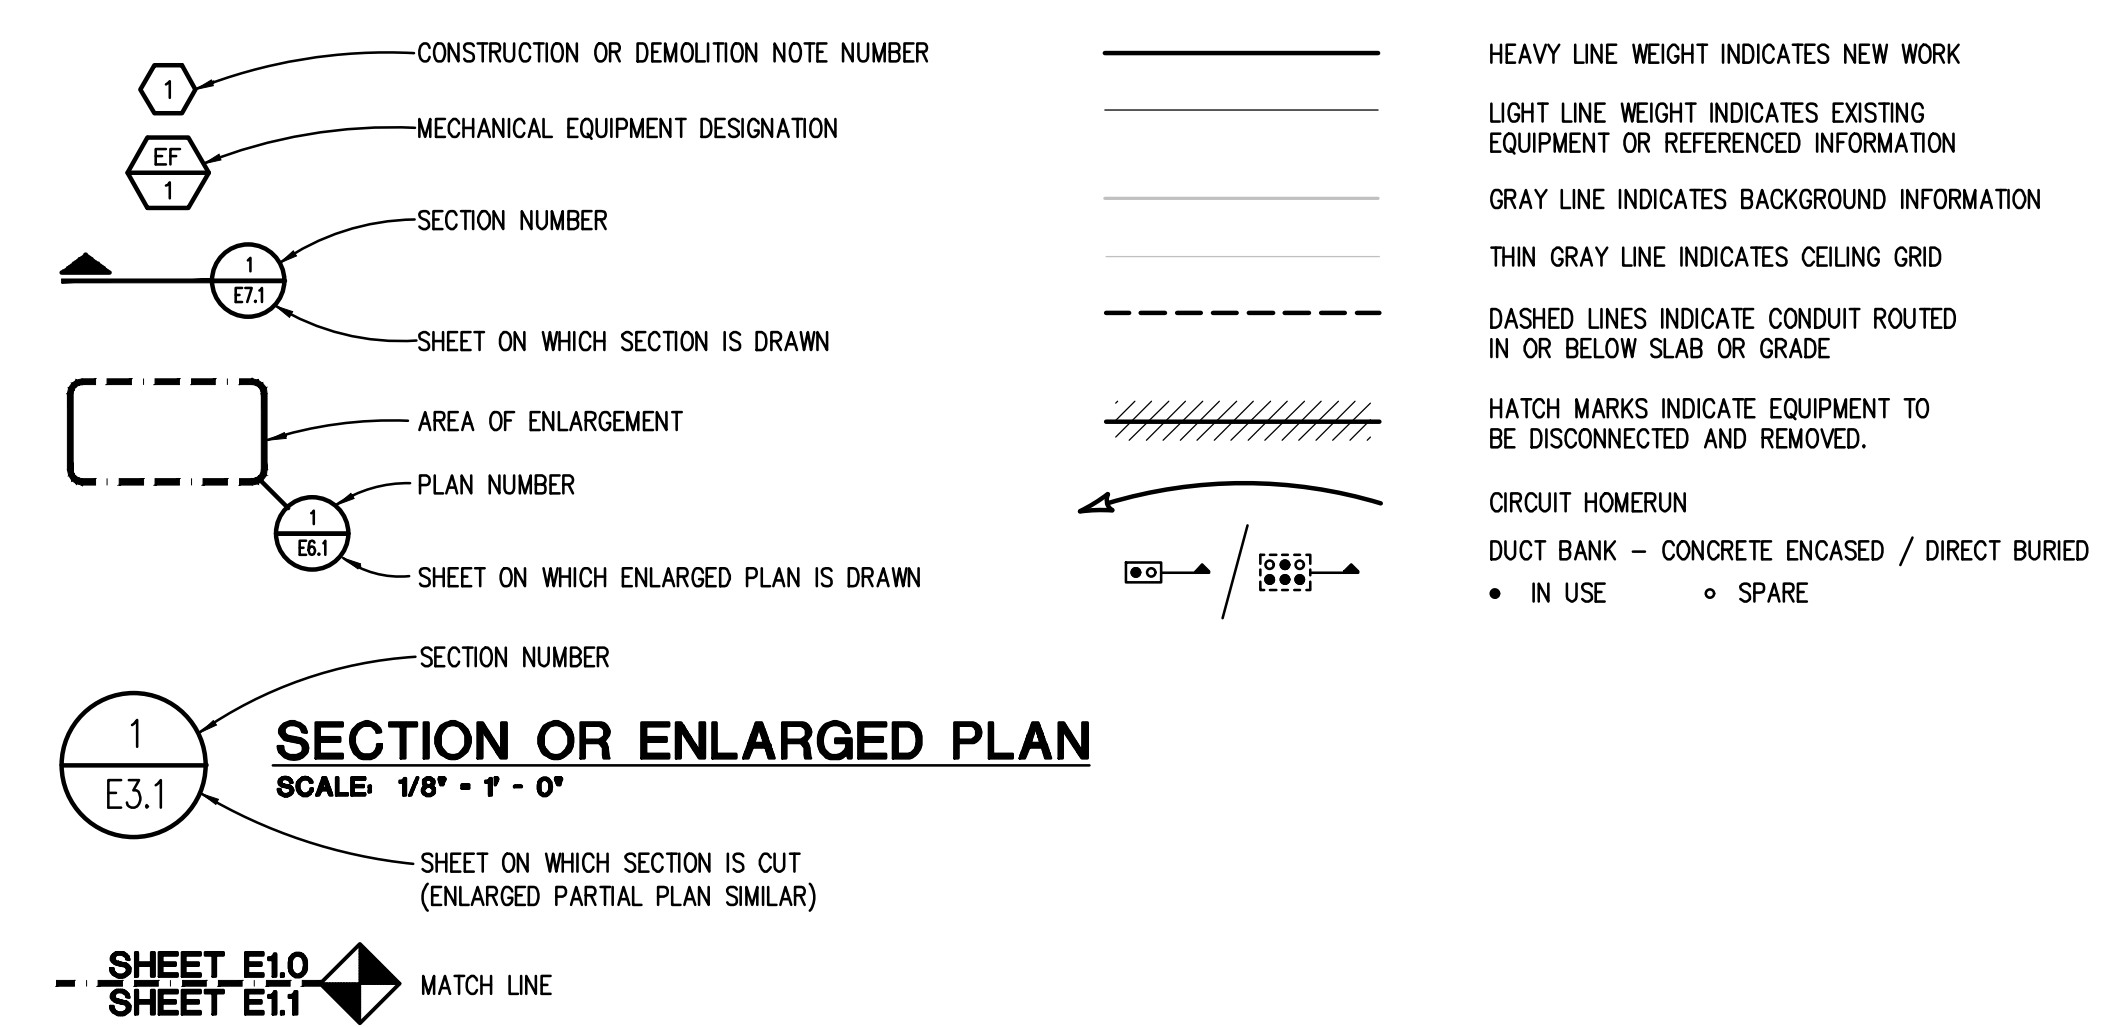 CONSTRUCTION OR DEMOLITION NOTE NUMBER
1
MECHANICAL EQUIPMENT DESIGNATION
EF
1
SECTION NUMBER
1
E7.1
SHEET ON WHICH SECTION IS DRAWN
AREA OF ENLARGEMENT
PLAN NUMBER
1
E6.1
SHEET ON WHICH ENLARGED PLAN IS DRAWN
SECTION NUMBER
1
E3.1
SECTION OR ENLARGED PLAN
SCALE: 1/8" - 1' - 0"
SHEET ON WHICH SECTION IS CUT
(ENLARGED PARTIAL PLAN SIMILAR)
SHEET E1.0
SHEET E1.1
MATCH LINE
HEAVY LINE WEIGHT INDICATES NEW WORK
LIGHT LINE WEIGHT INDICATES EXISTING
EQUIPMENT OR REFERENCED INFORMATION
GRAY LINE INDICATES BACKGROUND INFORMATION
THIN GRAY LINE INDICATES CEILING GRID
DASHED LINES INDICATE CONDUIT ROUTED
IN OR BELOW SLAB OR GRADE
HATCH MARKS INDICATE EQUIPMENT TO
BE DISCONNECTED AND REMOVED.
CIRCUIT HOMERUN
DUCT BANK – CONCRETE ENCASED / DIRECT BURIED
● IN USE ○ SPARE